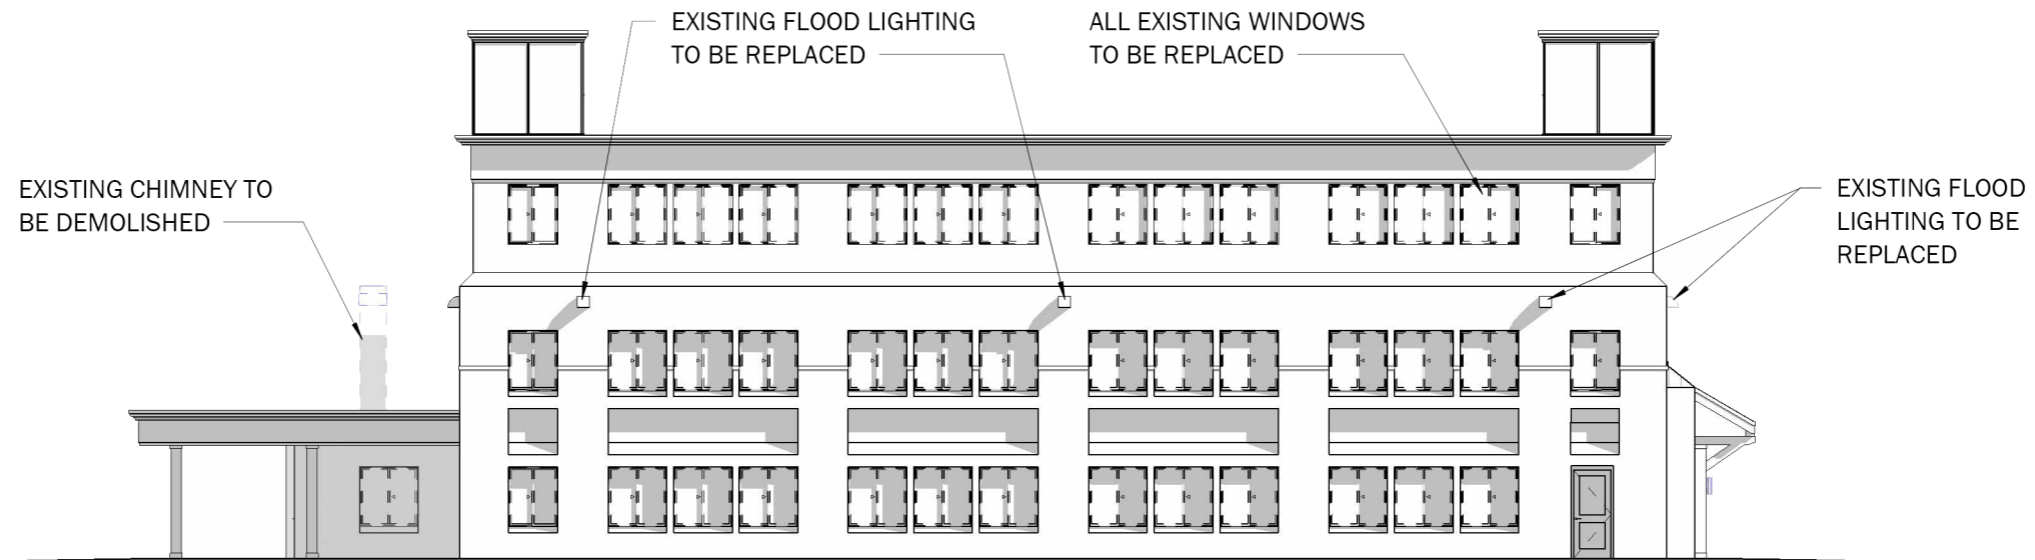 EXISTING FLOOD LIGHTING
TO BE REPLACED
ALL EXISTING WINDOWS
TO BE REPLACED
EXISTING CHIMNEY TO
BE DEMOLISHED
EXISTING FLOOD
LIGHTING TO BE
REPLACED